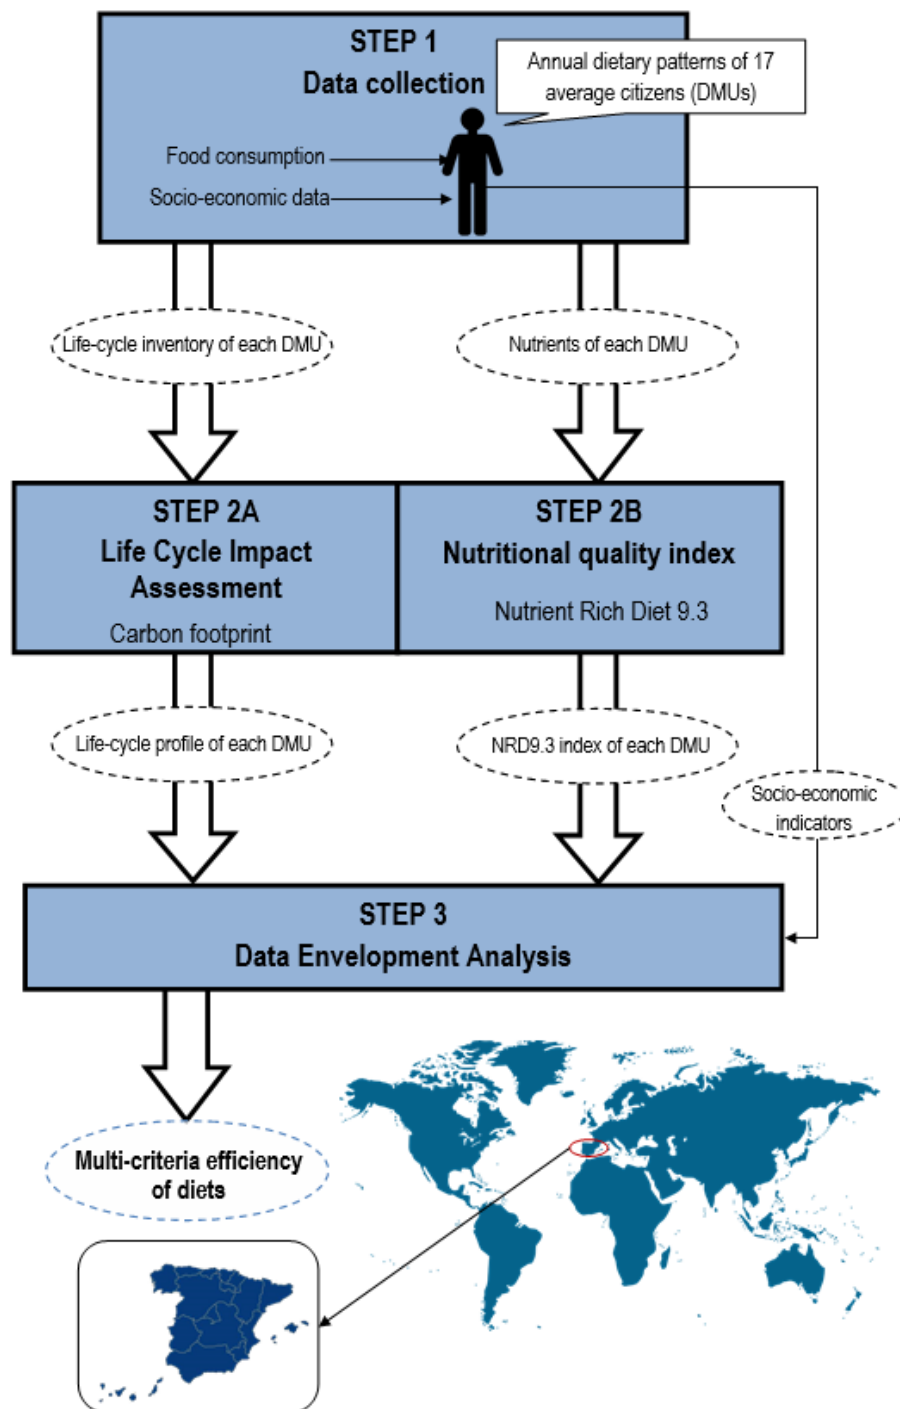 STEP 1
Data collection
Annual dietary patterns of 17
average citizens (DMUs)
Food consumption
Socio-economic data
Life-cycle inventory of each DMU
Nutrients of each DMU
STEP 2A
Life Cycle Impact
Assessment
Carbon footprint
STEP 2B
Nutritional quality index
Nutrient Rich Diet 9.3
Life-cycle profile of each DMU
NRD9.3 index of each DMU
Socio-economic
indicators
STEP 3
Data Envelopment Analysis
Multi-criteria efficiency
of diets